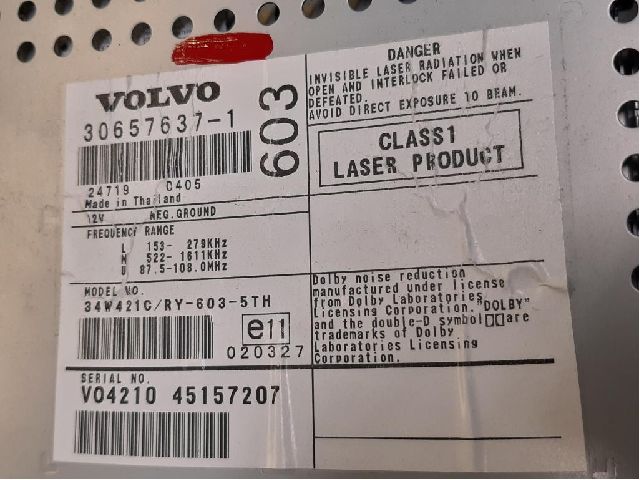 VOLVO
30657637-1
603
24719 0405
Made in Thailand
12V NEG.GROUND
FREQUENCY RANGE
L 153- 279KHz
M 522- 1611KHz
U 87.5-108.0MHz
MODEL NO.
34W421C/RY-603-5TH
e11
020327
SERIAL NO.
V04210 45157207
DANGER
INVISIBLE LASER RADIATION WHEN
OPEN AND INTERLOCK FAILED OR
DEFEATED.
AVOID DIRECT EXPOSURE TO BEAM.
CLASS1
LASER PRODUCT
Dolby noise reduction
manufactured under license
from Dolby Laboratories
Licensing Corporation. "DOLBY"
and the double-D symbol are
trademarks of Dolby
Laboratories Licensing
Corporation.